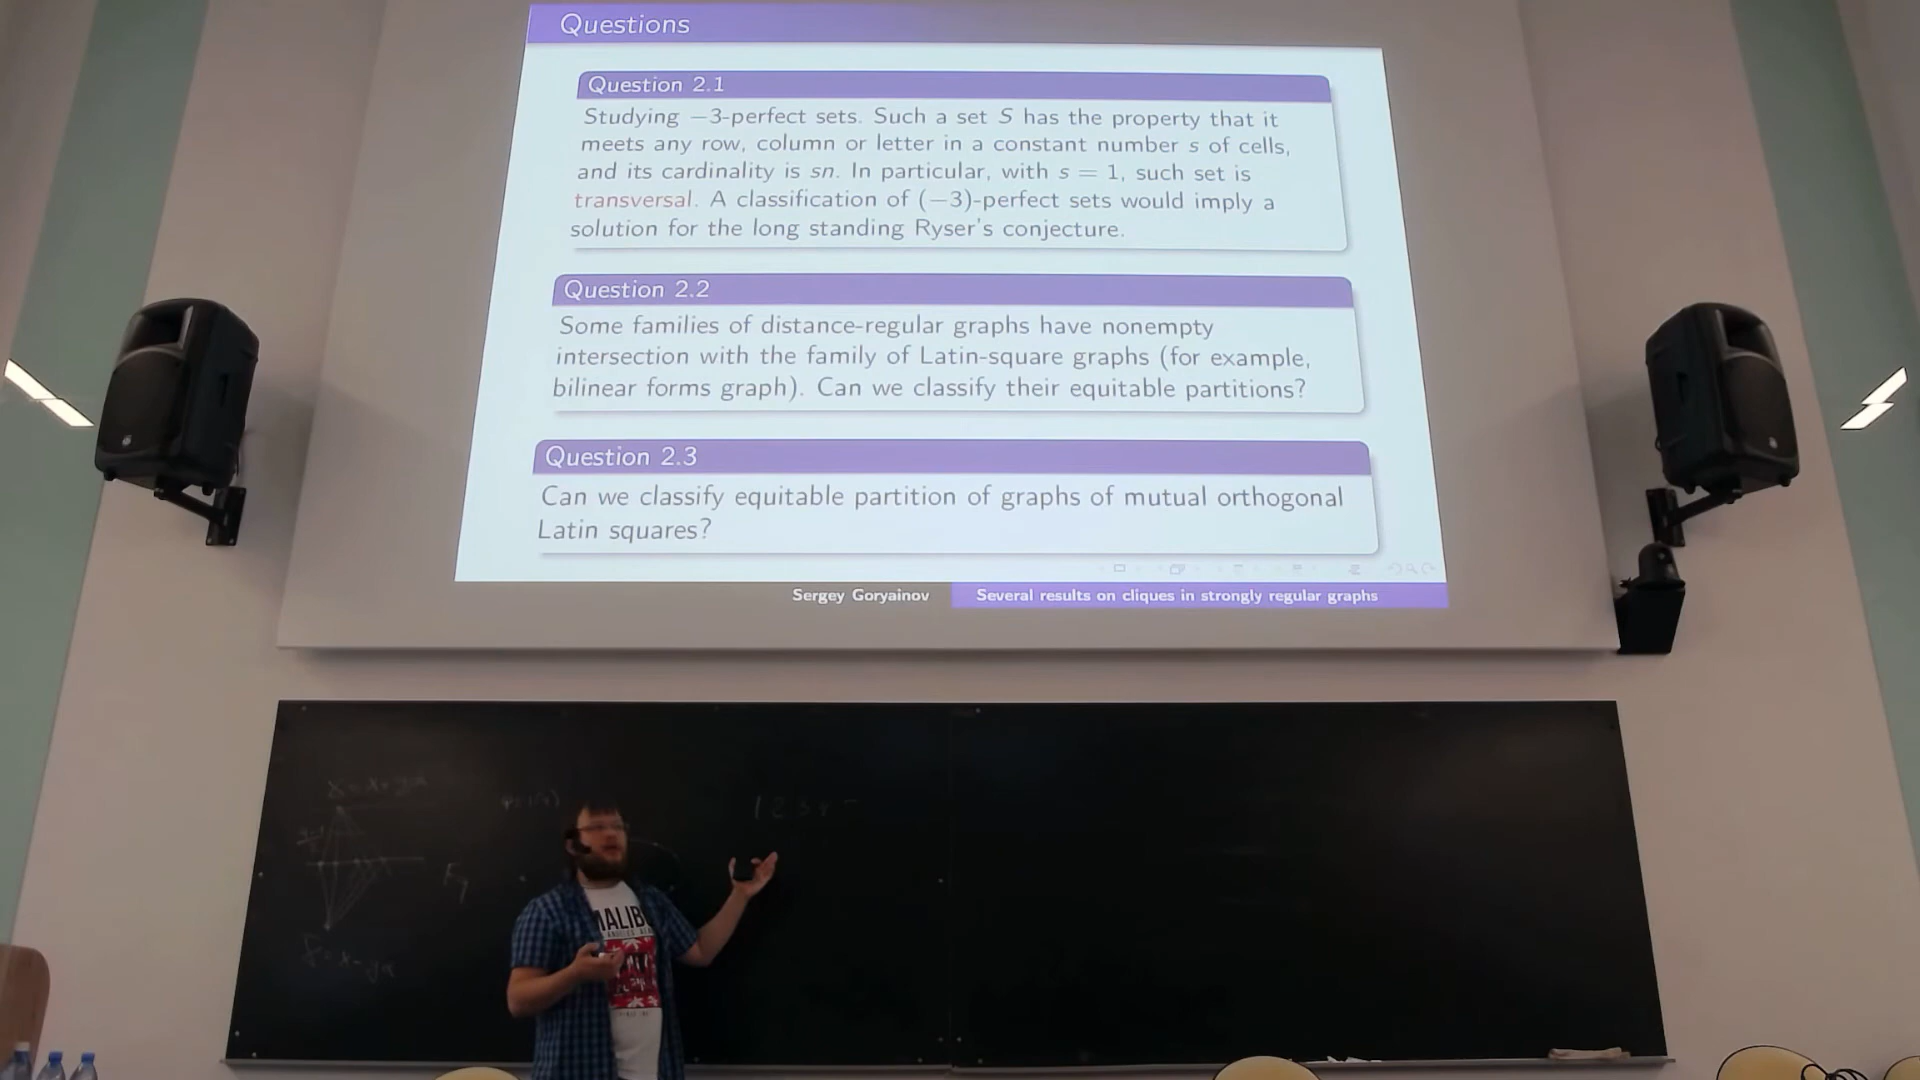 Questions
Question 2.1
Studying −3-perfect sets. Such a set S has the property that it
meets any row, column or letter in a constant number s of cells,
and its cardinality is sn. In particular, with s = 1, such set is
transversal. A classification of (−3)-perfect sets would imply a
solution for the long standing Ryser's conjecture.
Question 2.2
Some families of distance-regular graphs have nonempty
intersection with the family of Latin-square graphs (for example,
bilinear forms graph). Can we classify their equitable partitions?
Question 2.3
Can we classify equitable partition of graphs of mutual orthogonal
Latin squares?
Sergey Goryainov
Several results on cliques in strongly regular graphs
MALIBU